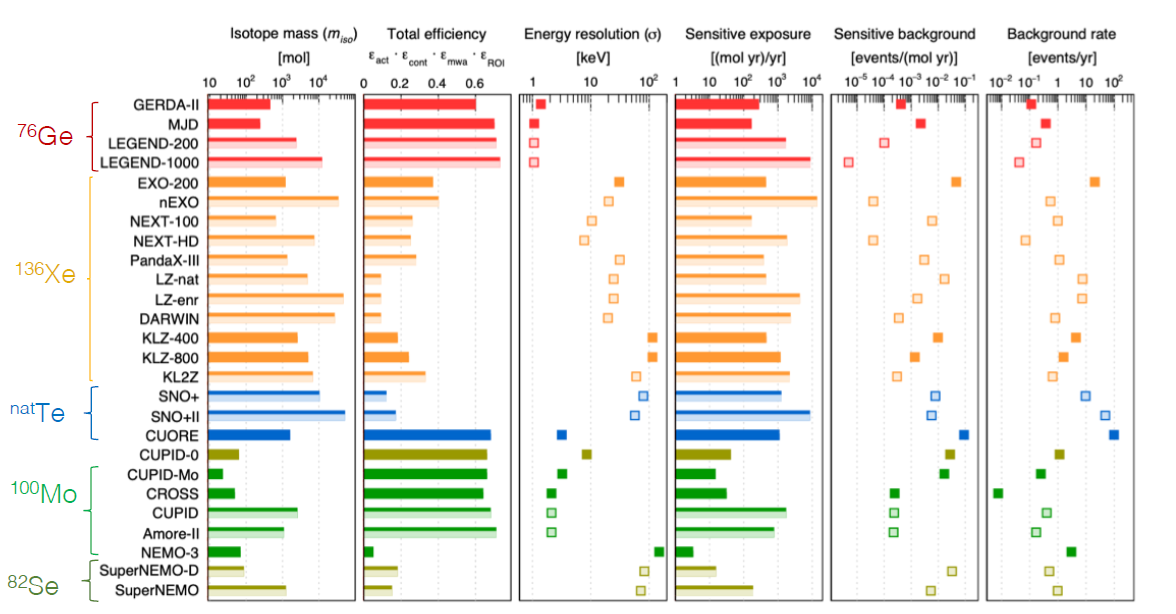 Isotope mass (m_iso) Total efficiency Energy resolution (σ) Sensitive exposure Sensitive background Background rate
[mol] ε_act · ε_cont · ε_mwa · ε_ROI [keV] [(mol yr)/yr] [events/(mol yr)] [events/yr]
10 10² 10³ 10⁴ 0 0.2 0.4 0.6 1 10 10² 1 10 10² 10³ 10⁴ 10⁻⁵ 10⁻⁴ 10⁻³ 10⁻² 10⁻¹ 10⁻² 10⁻¹ 1 10 10²
⁷⁶Ge
GERDA-II
MJD
LEGEND-200
LEGEND-1000
¹³⁶Xe
EXO-200
nEXO
NEXT-100
NEXT-HD
PandaX-III
LZ-nat
LZ-enr
DARWIN
KLZ-400
KLZ-800
KL2Z
ⁿᵃᵗTe
SNO+
SNO+II
CUORE
CUPID-0
¹⁰⁰Mo
CUPID-Mo
CROSS
CUPID
Amore-II
NEMO-3
⁸²Se
SuperNEMO-D
SuperNEMO